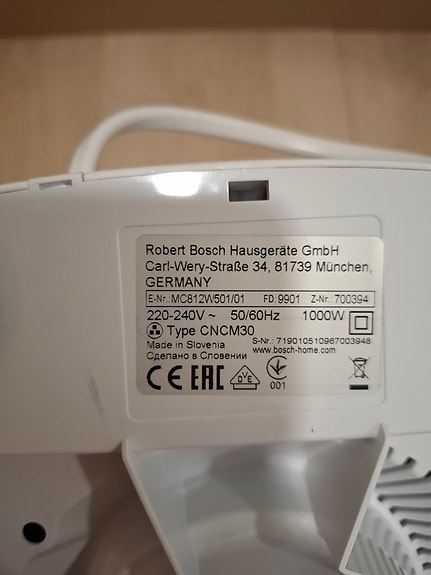 Robert Bosch Hausgeräte GmbH
Carl-Wery-Straße 34, 81739 München,
GERMANY
E-Nr.: MC812W501/01 FD: 9901 Z-Nr.: 700394
220-240V ~ 50/60Hz 1000W
Type CNCM30
Made in Slovenia S-Nr.: 719010510967003948
Сделано в Словении www.bosch-home.com
CE EAC OVE 001